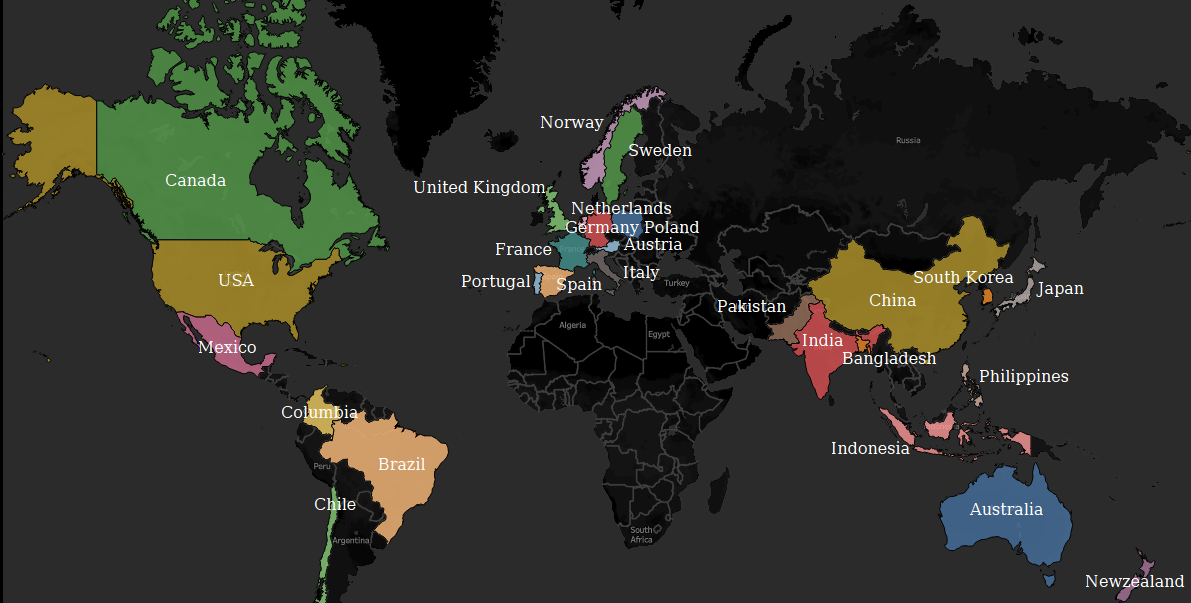 Norway
Russia
Sweden
Canada
United Kingdom
Netherlands
Germany
Poland
Austria
France
Italy
South Korea
USA
Portugal
Spain
Turkey
Japan
China
Pakistan
Algeria
Egypt
India
Mexico
Bangladesh
Philippines
Columbia
Indonesia
Brazil
Peru
Chile
Australia
South
Africa
Argentina
Newzealand